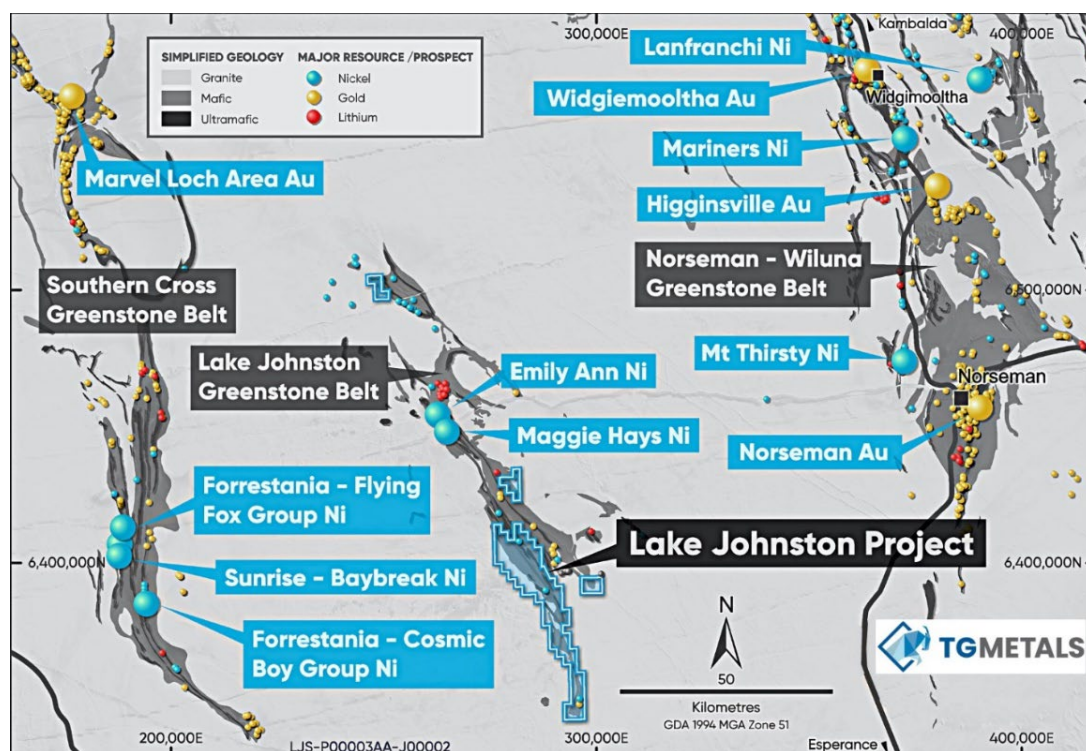 300,000E
Kambalda
400,000E
SIMPLIFIED GEOLOGY
Granite
Mafic
Ultramafic
MAJOR RESOURCE / PROSPECT
Nickel
Gold
Lithium
Lanfranchi Ni
Widgiemooltha Au
Widgimooltha
Mariners Ni
Marvel Loch Area Au
Higginsville Au
Norseman - Wiluna
Greenstone Belt
Southern Cross
Greenstone Belt
6,500,000N
Lake Johnston
Greenstone Belt
Emily Ann Ni
Mt Thirsty Ni
Norseman
Maggie Hays Ni
Norseman Au
Forrestania - Flying
Fox Group Ni
Lake Johnston Project
6,400,000N
6,400,000N
Sunrise - Baybreak Ni
N
Forrestania - Cosmic
Boy Group Ni
TGMETALS
50
Kilometres
GDA 1994 MGA Zone 51
200,000E
LJS-P00003AA-J00002
300,000E
Esperance
400,000E